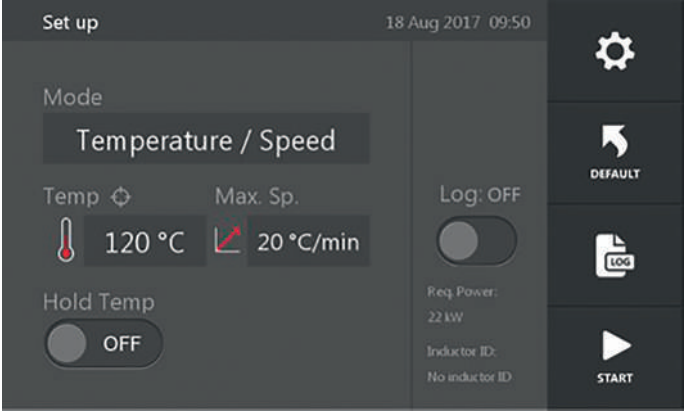 Set up
18 Aug 2017 09:50
Mode
Temperature / Speed
Temp
Max. Sp.
120 °C
20 °C/min
Hold Temp
OFF
Log: OFF
Req. Power:
22 kW
Inductor ID:
No inductor ID
DEFAULT
LOG
START